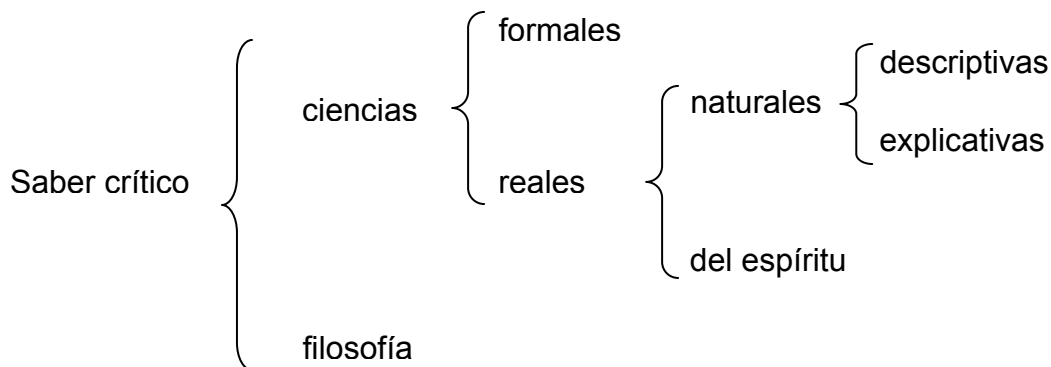 formales
descriptivas
naturales
ciencias
explicativas
Saber crítico
reales
del espíritu
filosofía